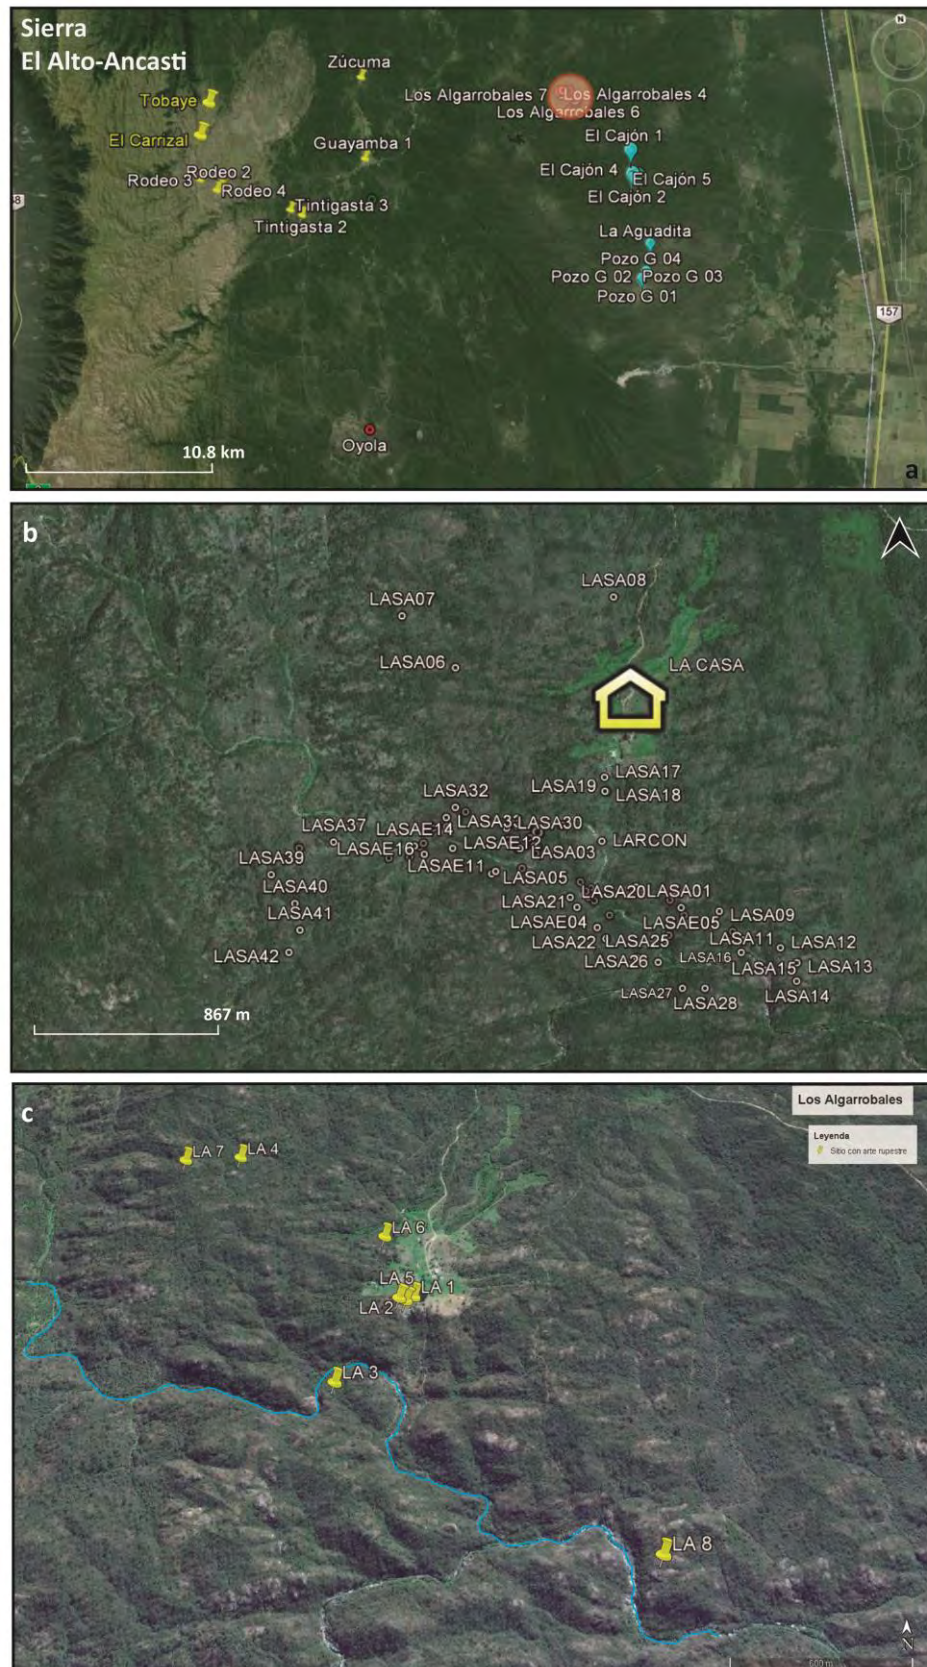 Sierra
El Alto-Ancasti
Zúcuma
Tobaye
Los Algarrobales 7
Los Algarrobales 4
Los Algarrobales 6
El Carrizal
Guayamba 1
El Cajón 1
Rodeo 2
Rodeo 3
Rodeo 4
El Cajón 4
El Cajón 5
El Cajón 2
Tintigasta 3
Tintigasta 2
La Aguadita
Pozo G 04
Pozo G 02
Pozo G 03
Pozo G 01
157
Oyola
10.8 km
a
N
b
LASA08
LASA07
LASA06
LA CASA
LASA17
LASA19
LASA18
LASA32
LASA30
LASAE14
LASA37
LASAE12
LARCON
LASAE16
LASA03
LASA39
LASAE11
LASA05
LASA40
LASA20
LASA01
LASA21
LASA41
LASAE04
LASAE05
LASA09
LASA22
LASA25
LASA11
LASA12
LASA42
LASA26
LASA16
LASA15
LASA13
LASA27
LASA28
LASA14
867 m
c
Los Algarrobales
Leyenda
Sitio con arte rupestre
LA 7
LA 4
LA 6
LA 5
LA 1
LA 2
LA 3
LA 8
N
600 m